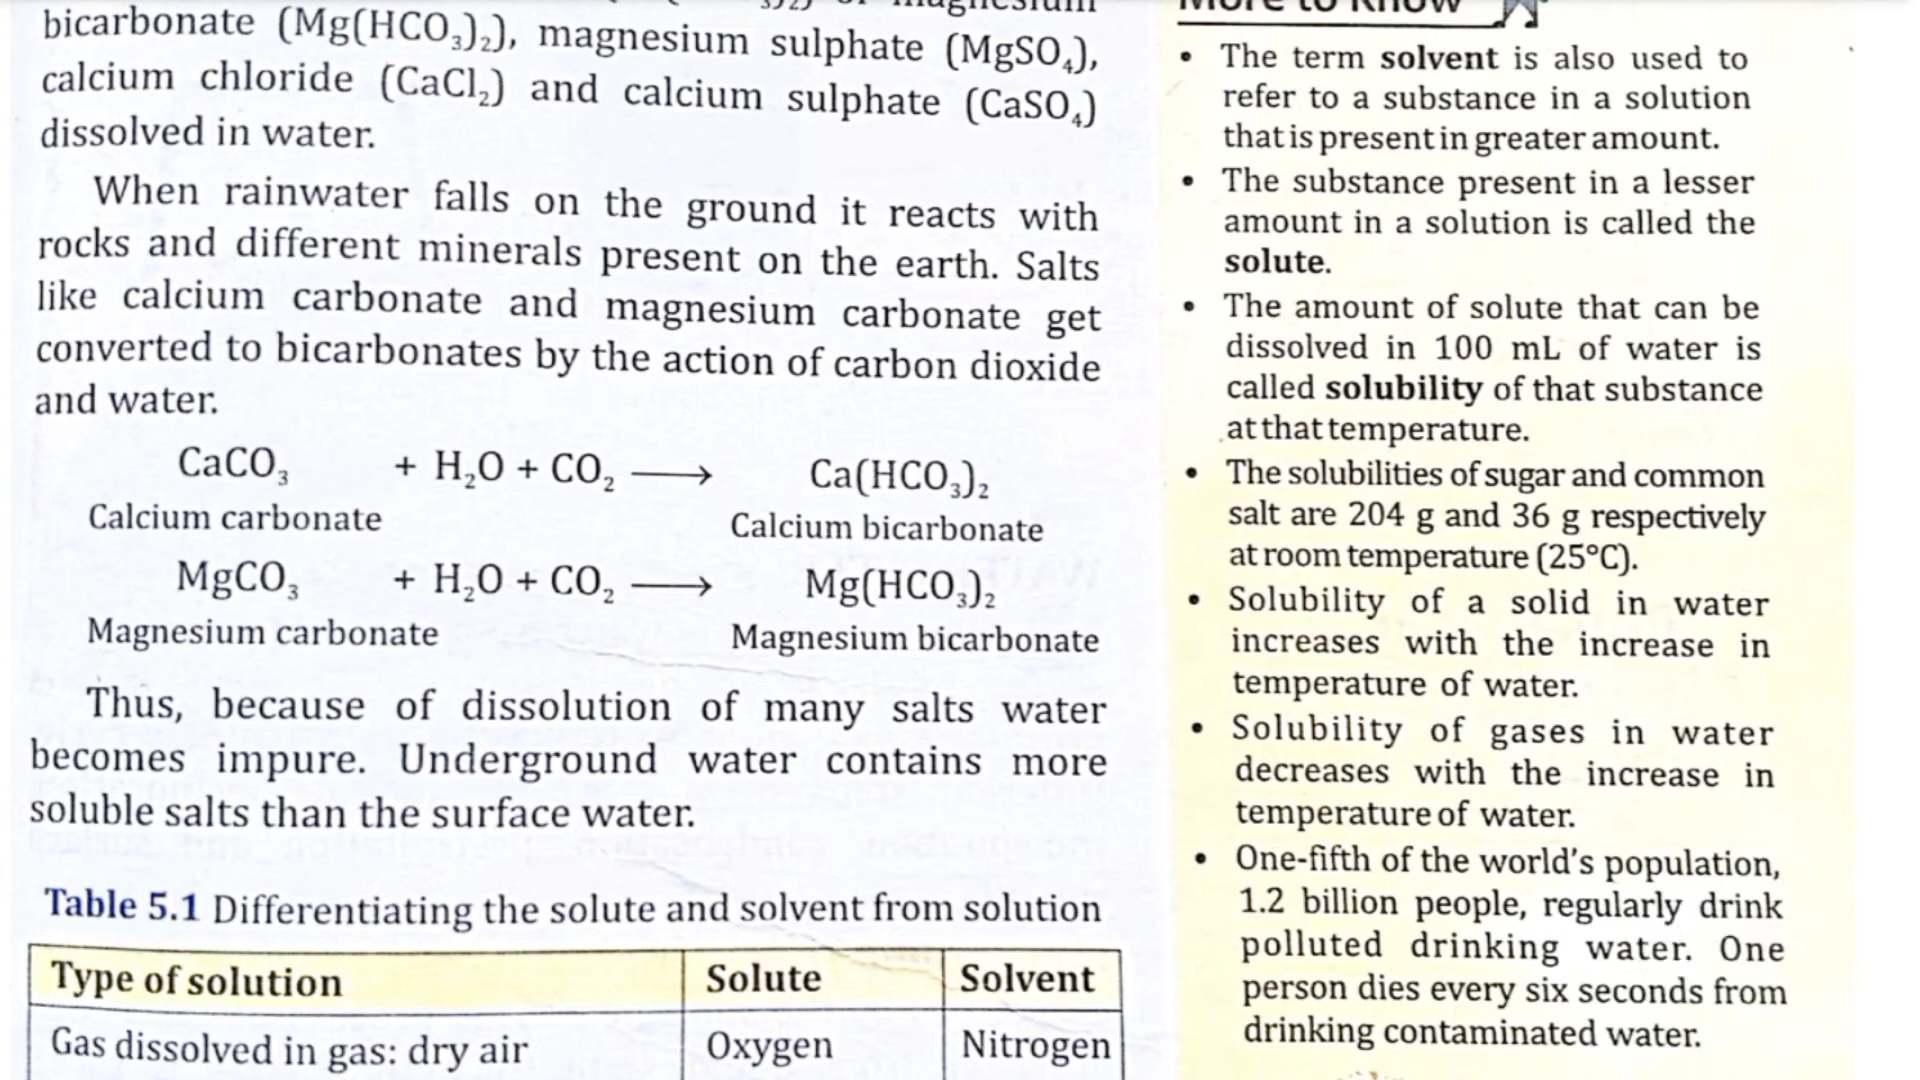 bicarbonate (Mg(HCO₃)₂), magnesium sulphate (MgSO₄),
calcium chloride (CaCl₂) and calcium sulphate (CaSO₄)
dissolved in water.
When rainwater falls on the ground it reacts with
rocks and different minerals present on the earth. Salts
like calcium carbonate and magnesium carbonate get
converted to bicarbonates by the action of carbon dioxide
and water.
CaCO₃ + H₂O + CO₂ ⟶ Ca(HCO₃)₂
Calcium carbonate Calcium bicarbonate
MgCO₃ + H₂O + CO₂ ⟶ Mg(HCO₃)₂
Magnesium carbonate Magnesium bicarbonate
Thus, because of dissolution of many salts water
becomes impure. Underground water contains more
soluble salts than the surface water.
Table 5.1 Differentiating the solute and solvent from solution
Type of solution Solute Solvent
Gas dissolved in gas: dry air Oxygen Nitrogen
More to Know
• The term solvent is also used to
refer to a substance in a solution
that is present in greater amount.
• The substance present in a lesser
amount in a solution is called the
solute.
• The amount of solute that can be
dissolved in 100 mL of water is
called solubility of that substance
at that temperature.
• The solubilities of sugar and common
salt are 204 g and 36 g respectively
at room temperature (25°C).
• Solubility of a solid in water
increases with the increase in
temperature of water.
• Solubility of gases in water
decreases with the increase in
temperature of water.
• One-fifth of the world's population,
1.2 billion people, regularly drink
polluted drinking water. One
person dies every six seconds from
drinking contaminated water.